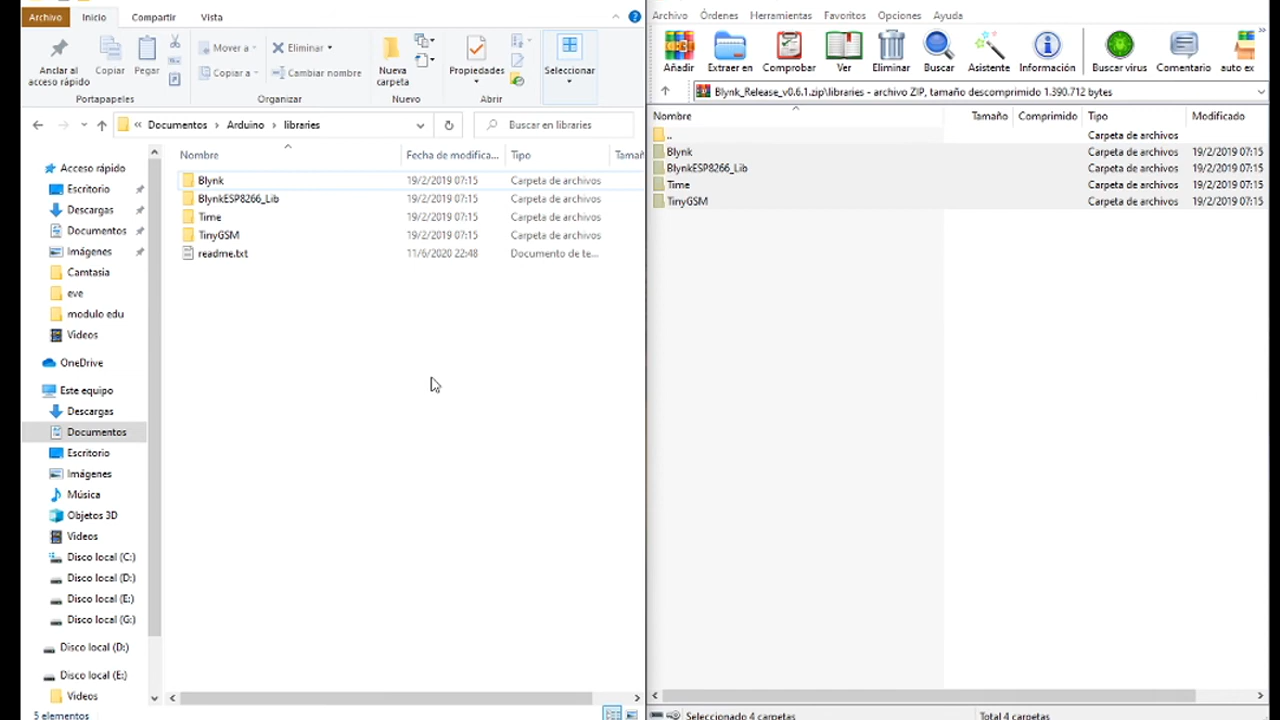 Archivo Inicio Compartir Vista
Anclar al acceso rápido
Copiar
Pegar
Mover a
Copiar a
Eliminar
Cambiar nombre
Nueva carpeta
Propiedades
Seleccionar
Portapapeles Organizar Nuevo Abrir
« Documentos > Arduino > libraries
Buscar en libraries
Nombre Fecha de modifica... Tipo Tamañ
Blynk 19/2/2019 07:15 Carpeta de archivos
BlynkESP8266_Lib 19/2/2019 07:15 Carpeta de archivos
Time 19/2/2019 07:15 Carpeta de archivos
TinyGSM 19/2/2019 07:15 Carpeta de archivos
readme.txt 11/6/2020 22:48 Documento de te...
Acceso rápido
Escritorio
Descargas
Documentos
Imágenes
Camtasia
eve
modulo edu
Videos
OneDrive
Este equipo
Descargas
Documentos
Escritorio
Imágenes
Música
Objetos 3D
Videos
Disco local (C:)
Disco local (D:)
Disco local (E:)
Disco local (G:)
Disco local (D:)
Disco local (E:)
Videos
5 elementos
Archivo Órdenes Herramientas Favoritos Opciones Ayuda
Añadir Extraer en Comprobar Ver Eliminar Buscar Asistente Información Buscar virus Comentario auto ex
Blynk_Release_v0.6.1.zip\libraries - archivo ZIP, tamaño descomprimido 1.390.712 bytes
Nombre Tamaño Comprimido Tipo Modificado
.. Carpeta de archivos
Blynk Carpeta de archivos 19/2/2019 07:15
BlynkESP8266_Lib Carpeta de archivos 19/2/2019 07:15
Time Carpeta de archivos 19/2/2019 07:15
TinyGSM Carpeta de archivos 19/2/2019 07:15
Seleccionado 4 carpetas Total 4 carpetas